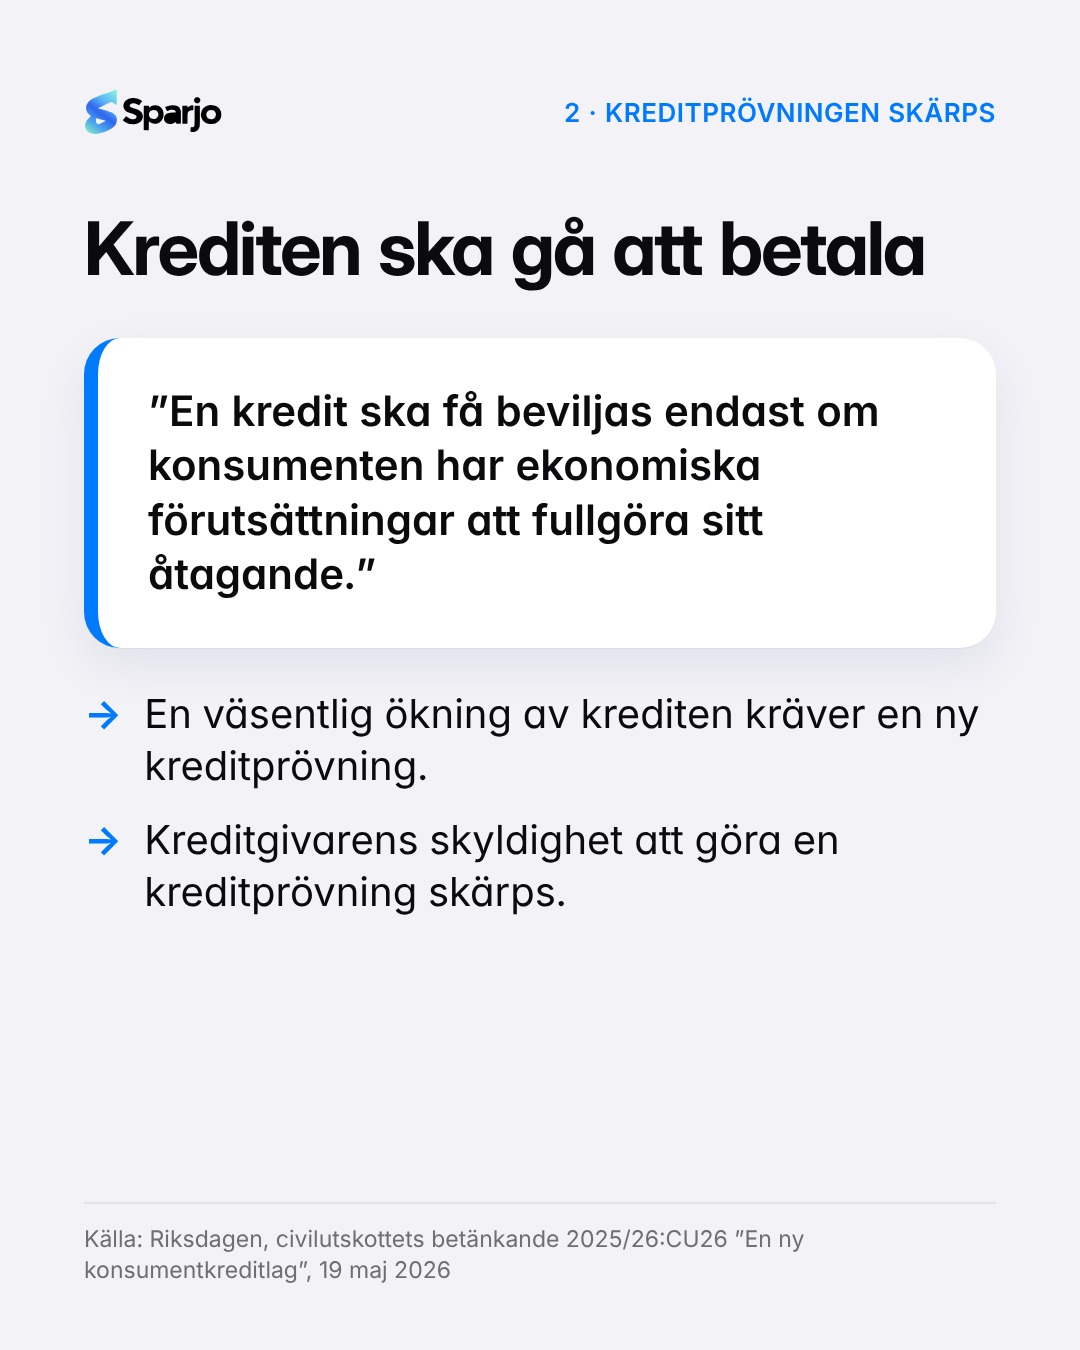 Sparjo
2 · KREDITPRÖVNINGEN SKÄRPS
Krediten ska gå att betala
”En kredit ska få beviljas endast om
konsumenten har ekonomiska
förutsättningar att fullgöra sitt
åtagande.”
→ En väsentlig ökning av krediten kräver en ny
kreditprövning.
→ Kreditgivarens skyldighet att göra en
kreditprövning skärps.
Källa: Riksdagen, civilutskottets betänkande 2025/26:CU26 ”En ny
konsumentkreditlag”, 19 maj 2026